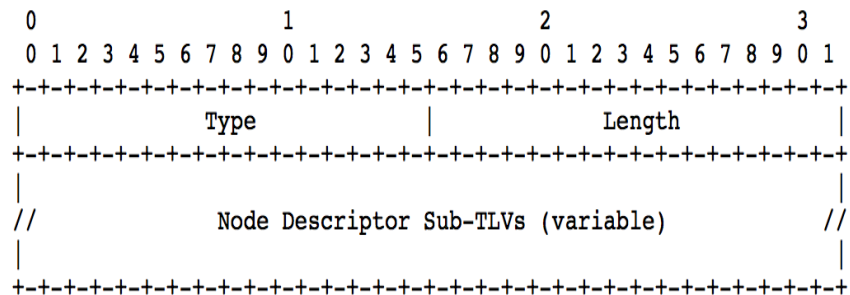 0                   1                   2                   3
 0 1 2 3 4 5 6 7 8 9 0 1 2 3 4 5 6 7 8 9 0 1 2 3 4 5 6 7 8 9 0 1
+-+-+-+-+-+-+-+-+-+-+-+-+-+-+-+-+-+-+-+-+-+-+-+-+-+-+-+-+-+-+-+-+
|              Type             |             Length            |
+-+-+-+-+-+-+-+-+-+-+-+-+-+-+-+-+-+-+-+-+-+-+-+-+-+-+-+-+-+-+-+-+
|                                                               |
//              Node Descriptor Sub-TLVs (variable)            //
|                                                               |
+-+-+-+-+-+-+-+-+-+-+-+-+-+-+-+-+-+-+-+-+-+-+-+-+-+-+-+-+-+-+-+-+